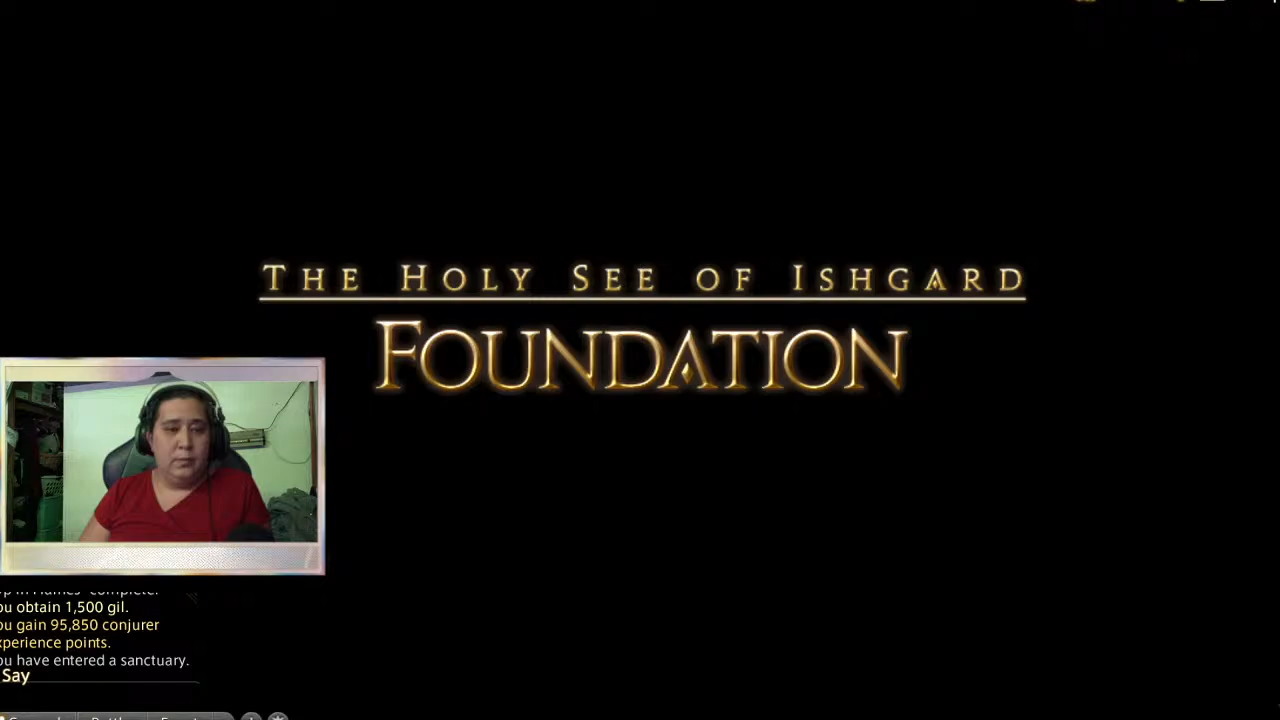 THE HOLY SEE OF ISHGARD
FOUNDATION
complete.
ou obtain 1,500 gil.
ou gain 95,850 conjurer
xperience points.
ou have entered a sanctuary.
Say